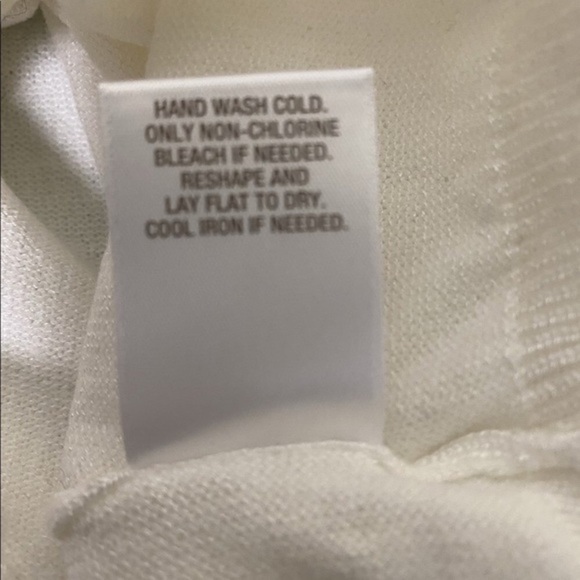 HAND WASH COLD.
ONLY NON-CHLORINE
BLEACH IF NEEDED.
RESHAPE AND
LAY FLAT TO DRY.
COOL IRON IF NEEDED.